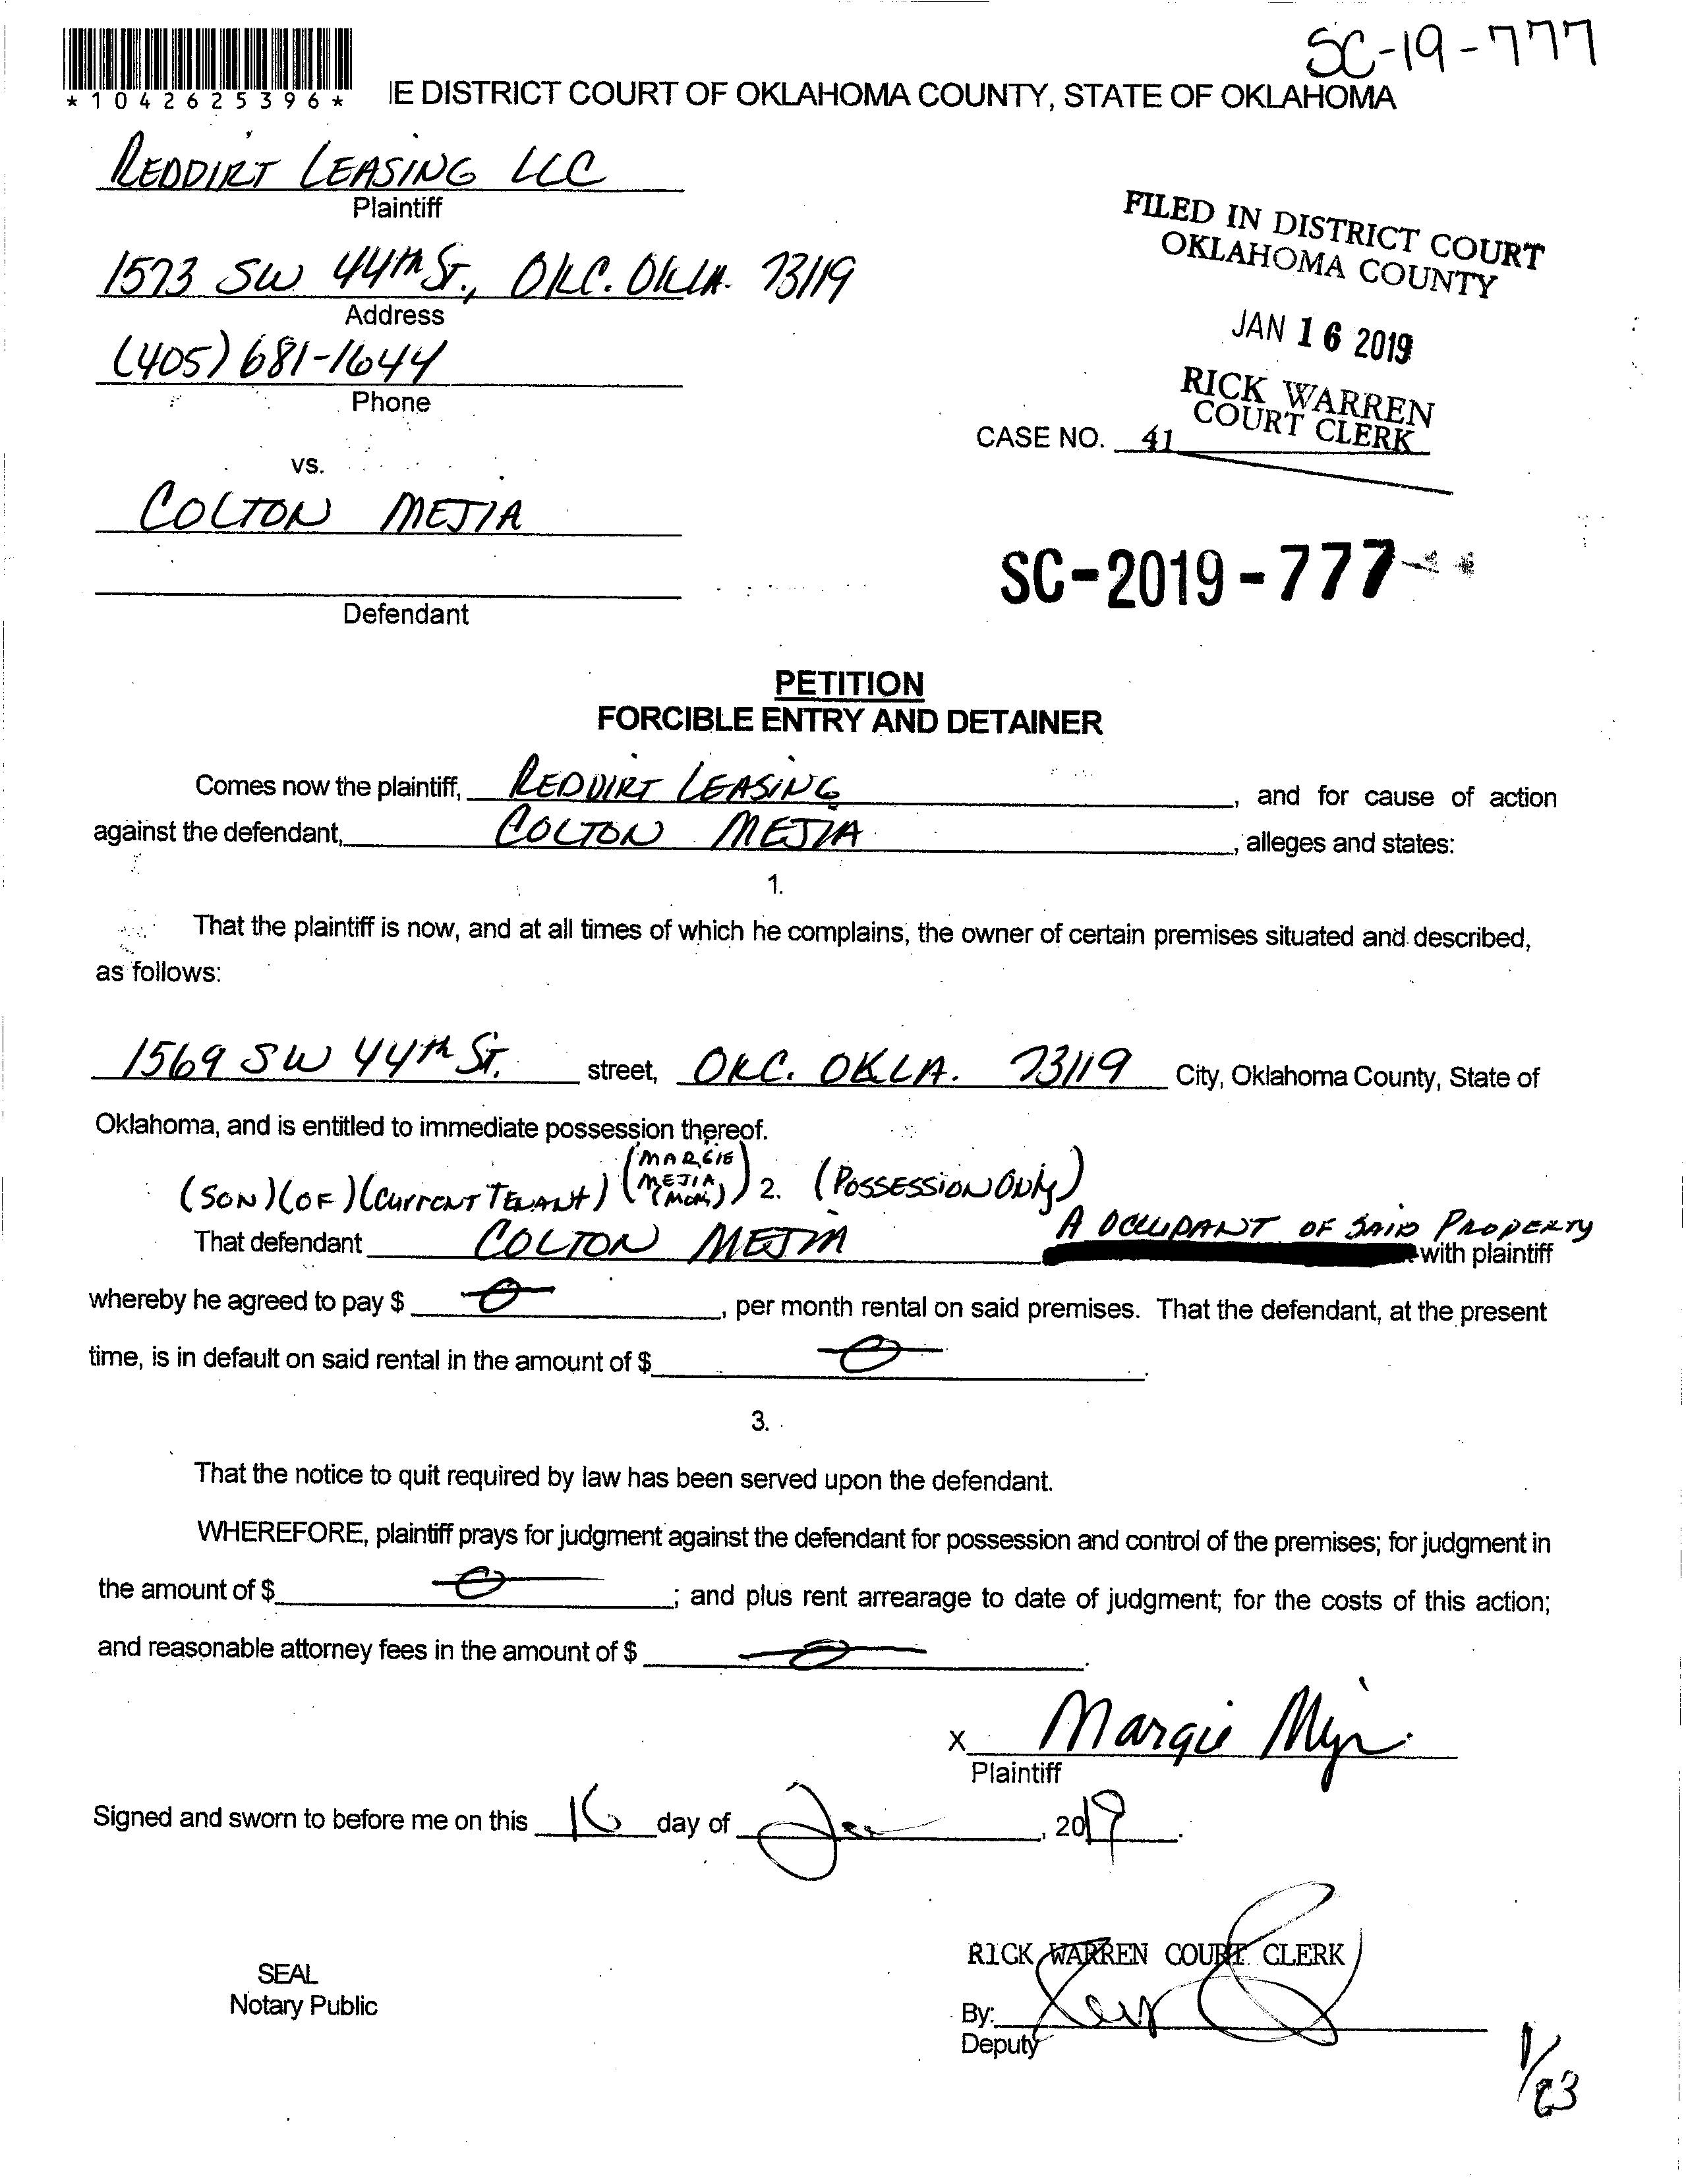 SC-19-777
*1042625396*
IE DISTRICT COURT OF OKLAHOMA COUNTY, STATE OF OKLAHOMA
REDDIRT LEASING LLC
Plaintiff
1573 SW 44th ST., OKC. OKLA. 73119
Address
(405) 681-1644
Phone
FILED IN DISTRICT COURT
OKLAHOMA COUNTY
JAN 16 2019
RICK WARREN
COURT CLERK
CASE NO. 41
vs.
COLTON MEJIA
Defendant
SC-2019-777
PETITION
FORCIBLE ENTRY AND DETAINER
Comes now the plaintiff, REDDIRT LEASING, and for cause of action
against the defendant, COLTON MEJIA, alleges and states:
1.
That the plaintiff is now, and at all times of which he complains, the owner of certain premises situated and described,
as follows:
1569 SW 44th ST. street, OKC. OKLA. 73119 City, Oklahoma County, State of
Oklahoma, and is entitled to immediate possession thereof.
(SON)(OF)(CURRENT TENANT) (MARGIE MEJIA, (MOM)) 2. (POSSESSION ONLY)
That defendant COLTON MEJIA A OCCUPANT OF SAID PROPERTY with plaintiff
whereby he agreed to pay $ 0, per month rental on said premises. That the defendant, at the present
time, is in default on said rental in the amount of $ 0.
3.
That the notice to quit required by law has been served upon the defendant.
WHEREFORE, plaintiff prays for judgment against the defendant for possession and control of the premises; for judgment in
the amount of $ 0; and plus rent arrearage to date of judgment; for the costs of this action;
and reasonable attorney fees in the amount of $ 0.
X Margie
Plaintiff
Signed and sworn to before me on this 16 day of Jan, 2019.
RICK WARREN COURT CLERK
SEAL
Notary Public
By:
Deputy
1/23